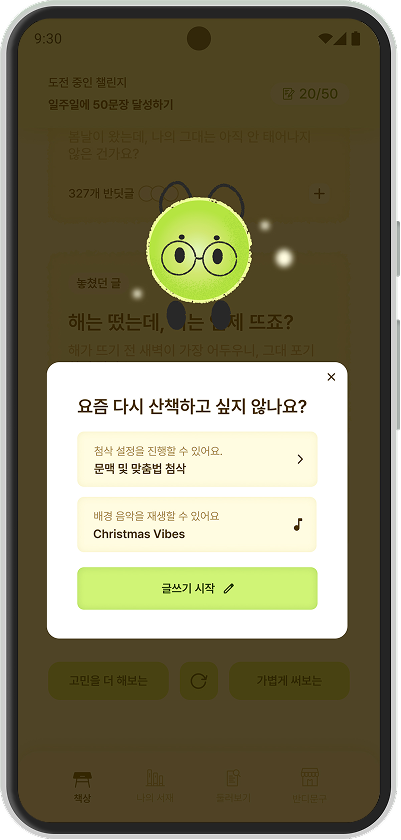 9:30
도전 중인 챌린지
일주일에 50문장 달성하기
20/50
봄날이 왔는데, 나의 그대는 아직 안 태어나지
않은 건가요?
327개 반딧글
놓쳤던 글
해는 떴는데, 는 제 뜨죠?
해가 뜨기 전 새벽이 가장 어두우니, 그대 포기
요즘 다시 산책하고 싶지 않나요?
첨삭 설정을 진행할 수 있어요.
문맥 및 맞춤법 첨삭
배경 음악을 재생할 수 있어요
Christmas Vibes
글쓰기 시작
고민을 더 해보는
가볍게 써보는
책상
나의 서재
둘러보기
반디문구